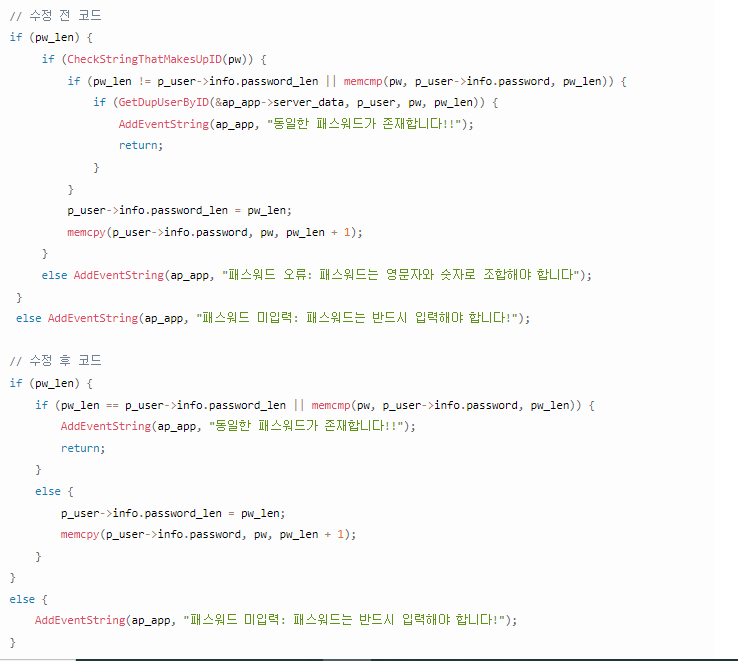 // 수정 전 코드
if (pw_len) {
if (CheckStringThatMakesUpID(pw)) {
if (pw_len != p_user->info.password_len || memcmp(pw, p_user->info.password, pw_len)) {
if (GetDupUserByID(&ap_app->server_data, p_user, pw, pw_len)) {
AddEventString(ap_app, "동일한 패스워드가 존재합니다!!");
return;
}
}
p_user->info.password_len = pw_len;
memcpy(p_user->info.password, pw, pw_len + 1);
}
else AddEventString(ap_app, "패스워드 오류: 패스워드는 영문자와 숫자로 조합해야 합니다");
}
else AddEventString(ap_app, "패스워드 미입력: 패스워드는 반드시 입력해야 합니다!");
// 수정 후 코드
if (pw_len) {
if (pw_len == p_user->info.password_len || memcmp(pw, p_user->info.password, pw_len)) {
AddEventString(ap_app, "동일한 패스워드가 존재합니다!!");
return;
}
else {
p_user->info.password_len = pw_len;
memcpy(p_user->info.password, pw, pw_len + 1);
}
}
else {
AddEventString(ap_app, "패스워드 미입력: 패스워드는 반드시 입력해야 합니다!");
}